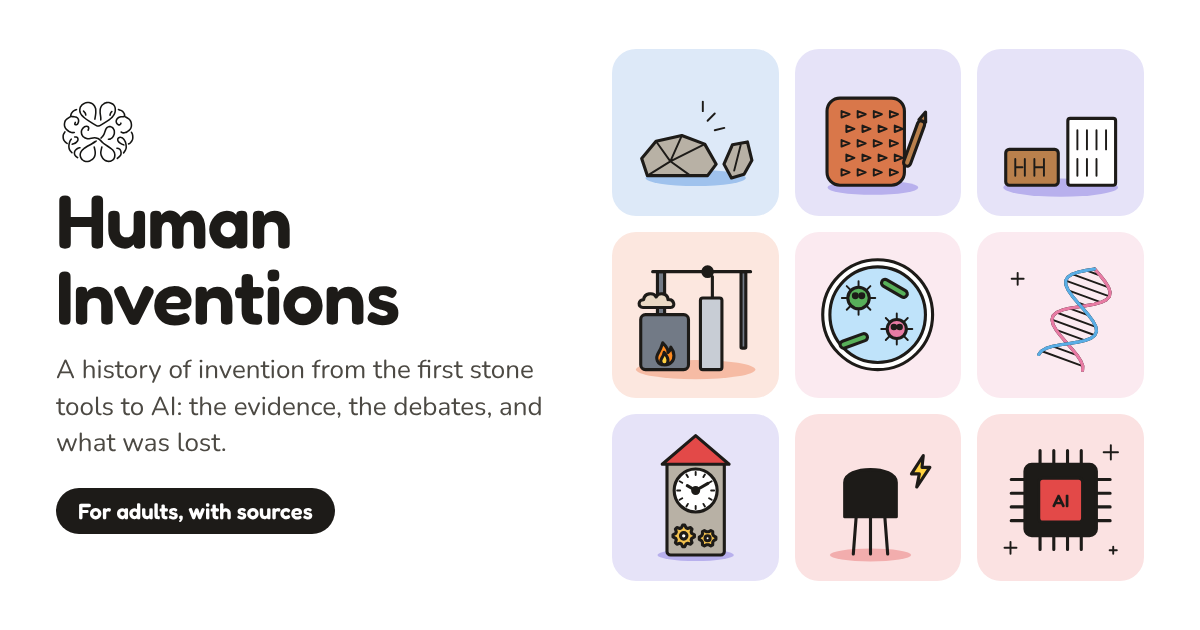 Human
Inventions
A history of invention from the first stone
tools to AI: the evidence, the debates, and
what was lost.
For adults, with sources
AI